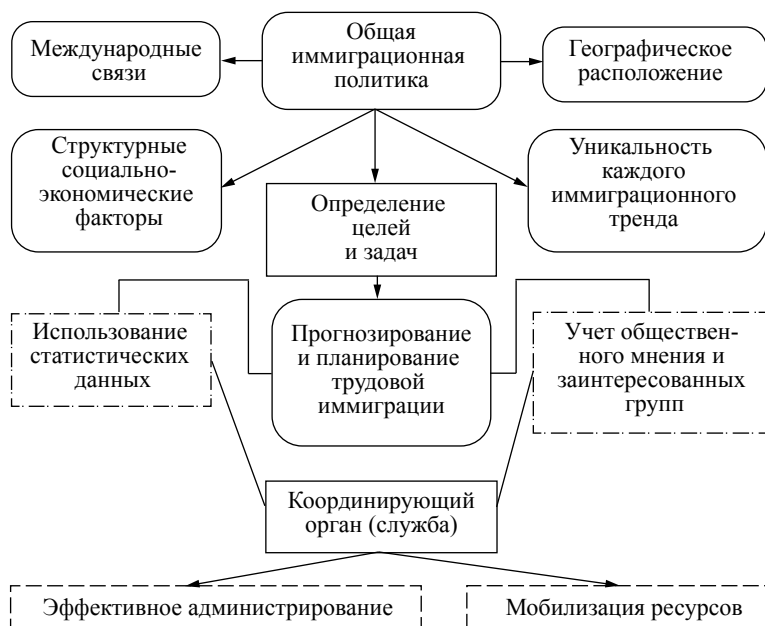 Международные
связи
Общая
иммиграционная
политика
Географическое
расположение
Структурные
социально-
экономические
факторы
Определение
целей
и задач
Уникальность
каждого
иммиграционного
тренда
Использование
статистических
данных
Прогнозирование
и планирование
трудовой
иммиграции
Учет обществен-
ного мнения и
заинтересованных
групп
Координирующий
орган (служба)
Эффективное администрирование
Мобилизация ресурсов